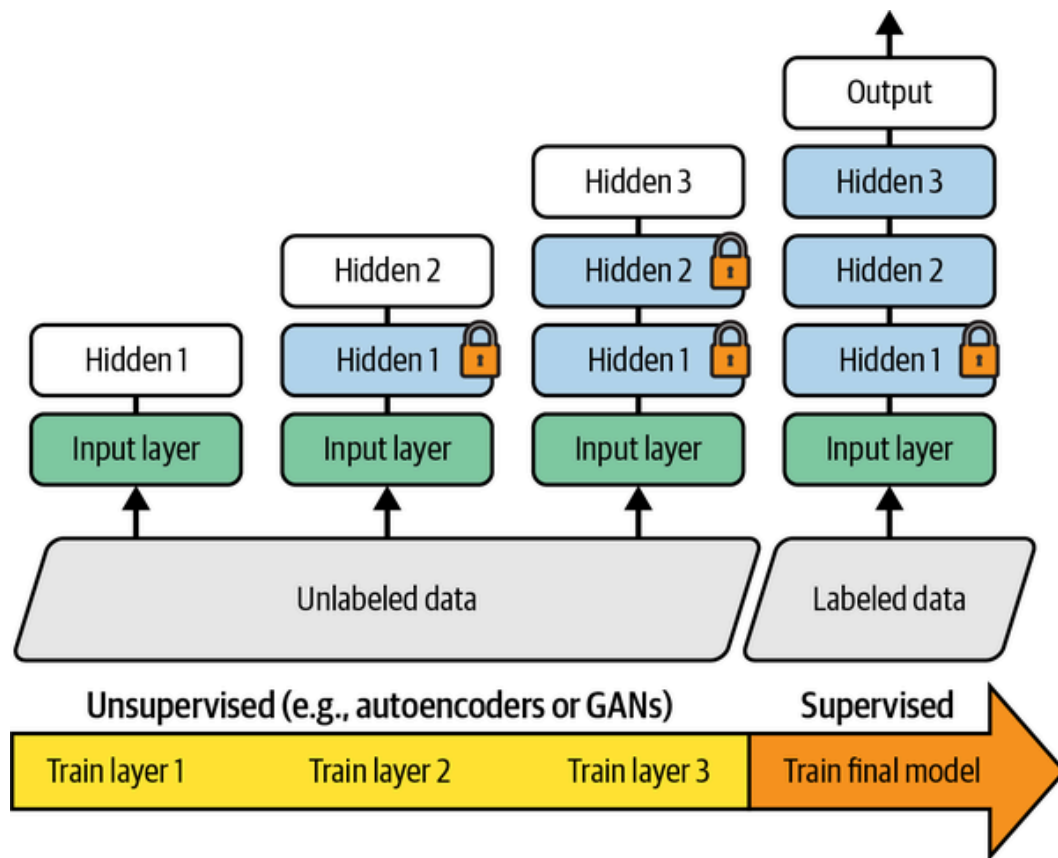 Output
Hidden 3
Hidden 3
Hidden 2
Hidden 2
Hidden 2
Hidden 1
Hidden 1
Hidden 1
Hidden 1
Input layer
Input layer
Input layer
Input layer
Unlabeled data
Labeled data
Unsupervised (e.g., autoencoders or GANs)
Supervised
Train layer 1
Train layer 2
Train layer 3
Train final model